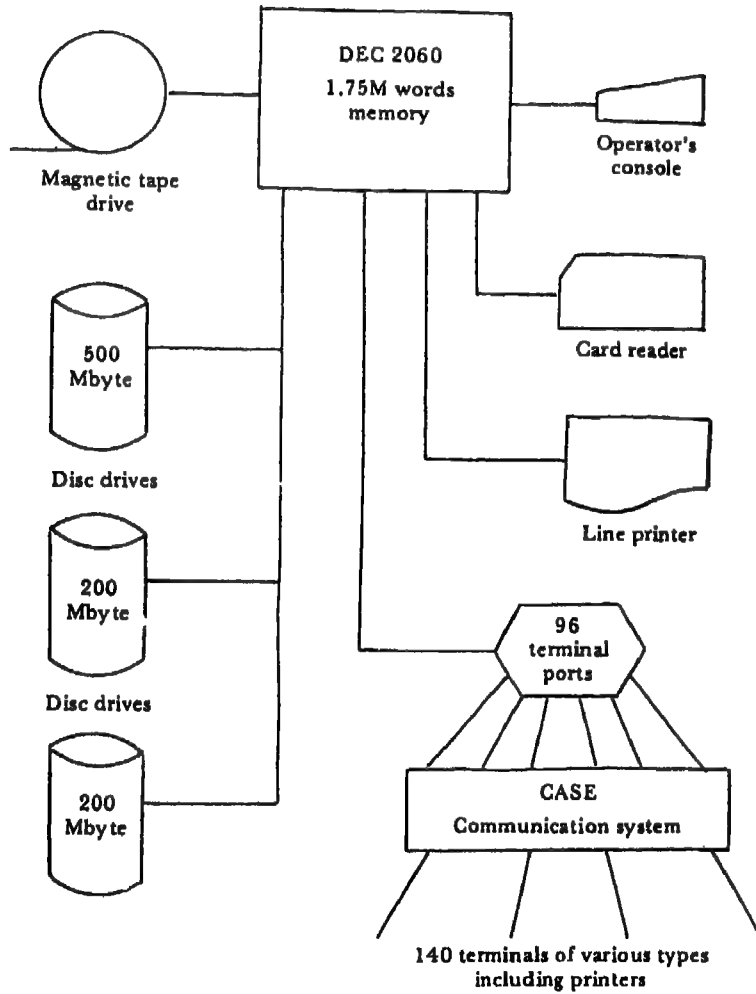 DEC 2060
1.75M words
memory
Magnetic tape
drive
Operator's
console
500
Mbyte
Card reader
Disc drives
Line printer
200
Mbyte
96
terminal
ports
Disc drives
200
Mbyte
CASE
Communication system
140 terminals of various types
including printers